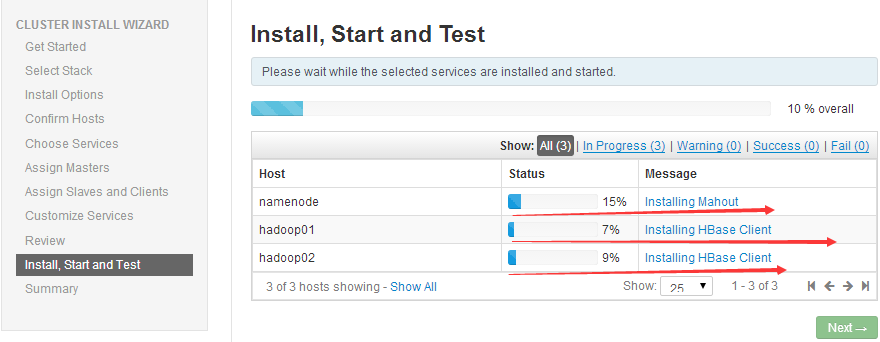 CLUSTER INSTALL WIZARD
Get Started
Select Stack
Install Options
Confirm Hosts
Choose Services
Assign Masters
Assign Slaves and Clients
Customize Services
Review
Install, Start and Test
Summary
Install, Start and Test
Please wait while the selected services are installed and started.
10 % overall
Show: All (3) | In Progress (3) | Warning (0) | Success (0) | Fail (0)
Host Status Message
namenode 15% Installing Mahout
hadoop01 7% Installing HBase Client
hadoop02 9% Installing HBase Client
3 of 3 hosts showing - Show All Show: 25 1 - 3 of 3
Next →